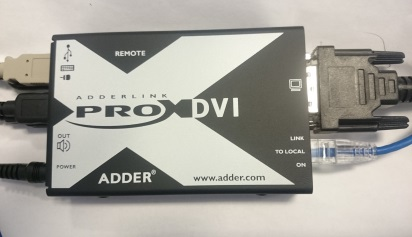 REMOTE
ADDERLINK
PRO X DVI
OUT
POWER
LINK
TO LOCAL
ON
ADDER®
www.adder.com